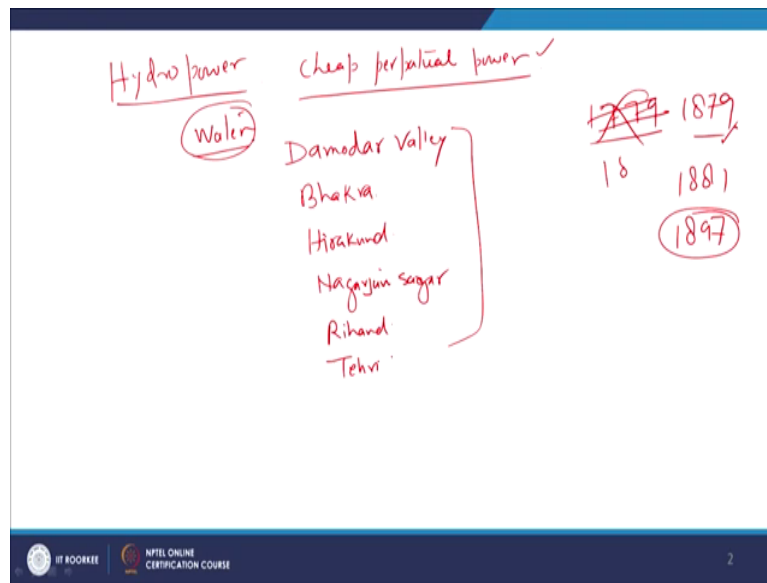 Hydro power cheap perpetual power ✓
Water
1879
18
1881
1897
Damodar Valley
Bhakra
Hirakund
Nagarjun sagar
Rihand
Tehri
IIT ROORKEE
NPTEL ONLINE
CERTIFICATION COURSE
2